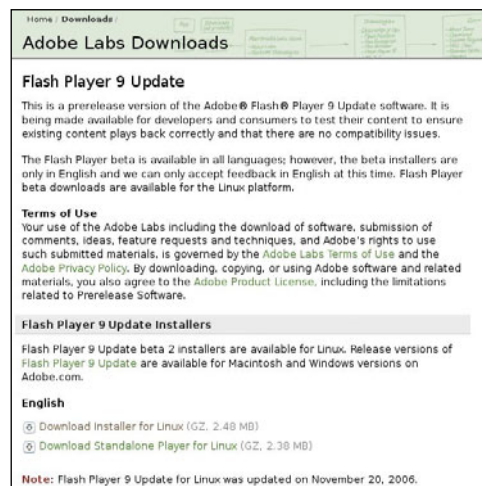 Home / Downloads /
Adobe Labs Downloads
Flash Player 9 Update
This is a prerelease version of the Adobe® Flash® Player 9 Update software. It is
being made available for developers and consumers to test their content to ensure
existing content plays back correctly and that there are no compatibility issues.
The Flash Player beta is available in all languages; however, the beta installers are
only in English and we can only accept feedback in English at this time. Flash Player
beta downloads are available for the Linux platform.
Terms of Use
Your use of the Adobe Labs including the download of software, submission of
comments, ideas, feature requests and techniques, and Adobe's rights to use
such submitted materials, is governed by the Adobe Labs Terms of Use and the
Adobe Privacy Policy. By downloading, copying, or using Adobe software and related
materials, you also agree to the Adobe Product License, including the limitations
related to Prerelease Software.
Flash Player 9 Update Installers
Flash Player 9 Update beta 2 installers are available for Linux. Release versions of
Flash Player 9 Update are available for Macintosh and Windows versions on
Adobe.com.
English
Download Installer for Linux (GZ, 2.48 MB)
Download Standalone Player for Linux (GZ, 2.38 MB)
Note: Flash Player 9 Update for Linux was updated on November 20, 2006.